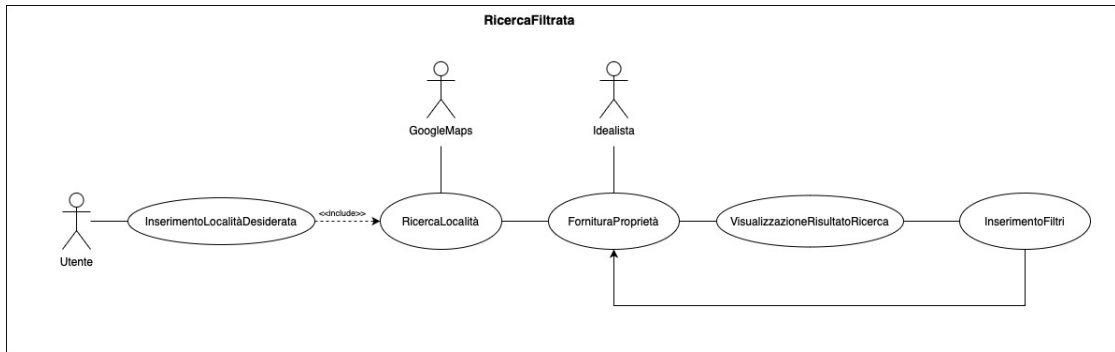 RicercaFiltrata
GoogleMaps
Idealista
<<include>>
InserimentoLocalitàDesiderata
RicercaLocalità
FornituraProprietà
VisualizzazioneRisultatoRicerca
InserimentoFiltri
Utente